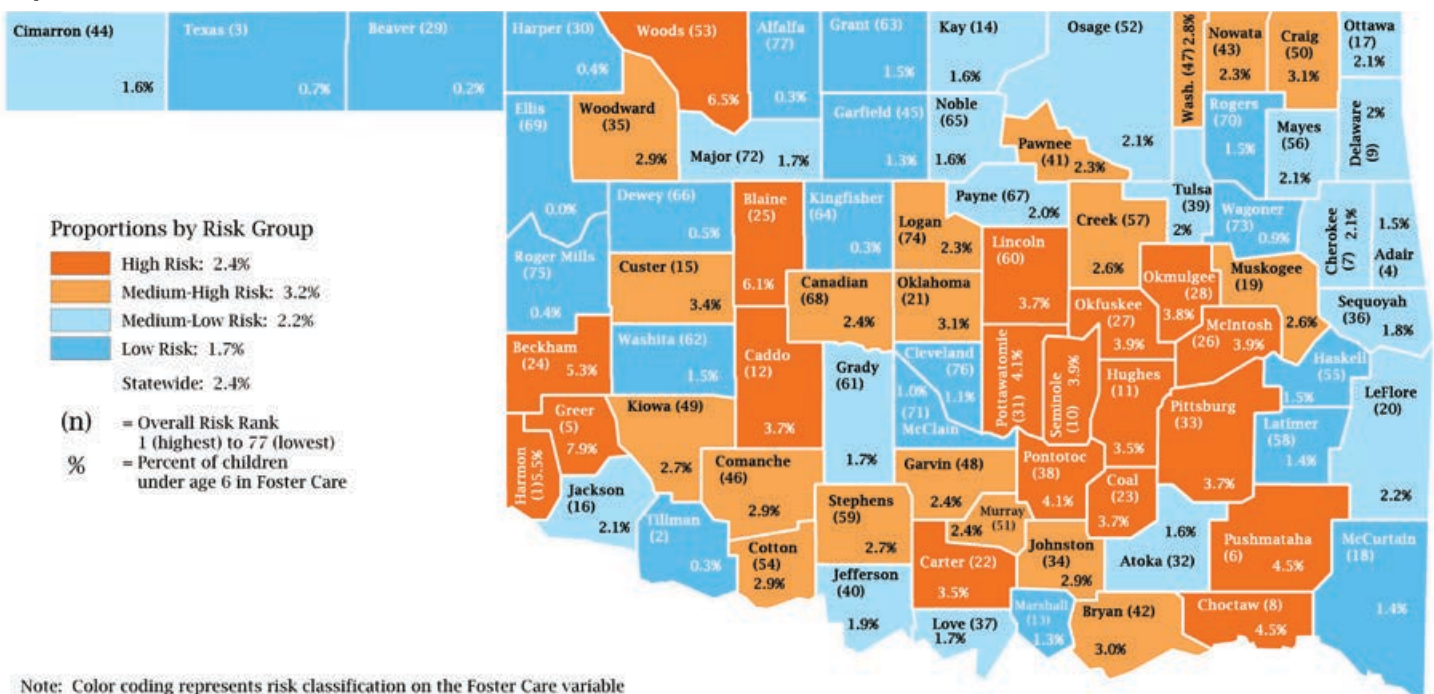 Cimarron (44)
1.6%
Texas (3)
0.7%
Beaver (29)
0.2%
Harper (30)
0.4%
Woods (53)
6.5%
Alfalfa
(77)
0.3%
Grant (63)
1.5%
Kay (14)
1.6%
Osage (52)
2.1%
Wash. (47) 2.8%
Nowata
(43)
2.3%
Craig
(50)
3.1%
Ottawa
(17)
2.1%
Ellis
(69)
0.0%
Woodward
(35)
2.9%
Major (72) 1.7%
Garfield (45)
1.3%
Noble
(65)
1.6%
Pawnee
(41)
2.3%
Rogers
(70)
1.5%
Mayes
(56)
2.1%
Delaware
(9)
2%
Dewey (66)
0.5%
Blaine
(25)
6.1%
Kingfisher
(64)
0.3%
Logan
(74)
2.3%
Payne (67)
2.0%
Creek (57)
2.6%
Tulsa
(39)
2%
Wagoner
(73)
0.9%
Cherokee
(7) 2.1%
1.5%
Adair
(4)
Roger Mills
(75)
0.4%
Custer (15)
3.4%
Canadian
(68)
2.4%
Oklahoma
(21)
3.1%
Lincoln
(60)
3.7%
Okmulgee
(28)
3.8%
Muskogee
(19)
2.6%
Sequoyah
(36)
1.8%
Okfuskee
(27)
3.9%
McIntosh
(26) 3.9%
Beckham
(24)
5.3%
Washita (62)
1.5%
Caddo
(12)
3.7%
Grady
(61)
1.7%
Cleveland
(76)
1.1%
1.0%
(71)
McClain
Pottawatomie
(31) 4.1%
Seminole
(10) 3.9%
Hughes
(11)
3.5%
Pittsburg
(33)
3.7%
Haskell
(55)
1.5%
LeFlore
(20)
2.2%
Latimer
(58)
1.4%
Greer
(5)
7.9%
Harmon
(1) 5.5%
Kiowa (49)
2.7%
Comanche
(46)
2.9%
Garvin (48)
2.4%
Pontotoc
(38)
4.1%
Coal
(23)
3.7%
Jackson
(16)
2.1%
Tillman
(2)
0.3%
Stephens
(59)
2.7%
Murray
(51)
2.4%
Johnston
(34)
2.9%
1.6%
Atoka (32)
Pushmataha
(6)
4.5%
McCurtain
(18)
1.4%
Cotton
(54)
2.9%
Jefferson
(40)
1.9%
Carter (22)
3.5%
Love (37)
1.7%
Marshall
(13)
1.3%
Bryan (42)
3.0%
Choctaw (8)
4.5%
Proportions by Risk Group
High Risk: 2.4%
Medium-High Risk: 3.2%
Medium-Low Risk: 2.2%
Low Risk: 1.7%
Statewide: 2.4%
(n) = Overall Risk Rank
1 (highest) to 77 (lowest)
% = Percent of children
under age 6 in Foster Care
Note: Color coding represents risk classification on the Foster Care variable